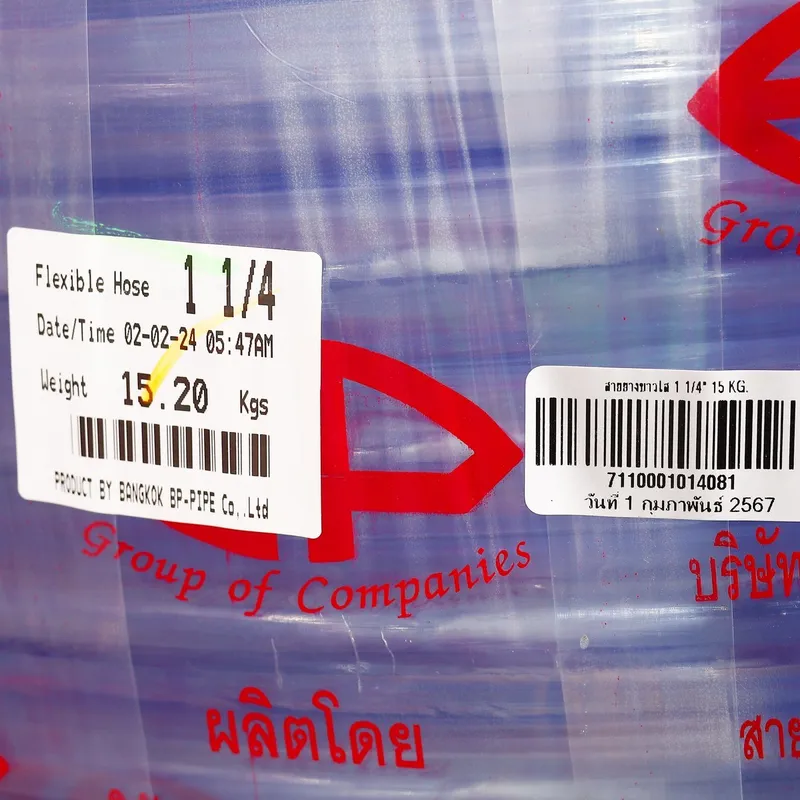 Flexible Hose 1 1/4
Date/Time 02-02-24 05:47AM
Weight 15.20 Kgs
PRODUCT BY BANGKOK BP-PIPE Co,.Ltd
สายยางขาวใส 1 1/4" 15 KG.
7110001014081
วันที่ 1 กุมภาพันธ์ 2567
Group of Companies
ผลิตโดย